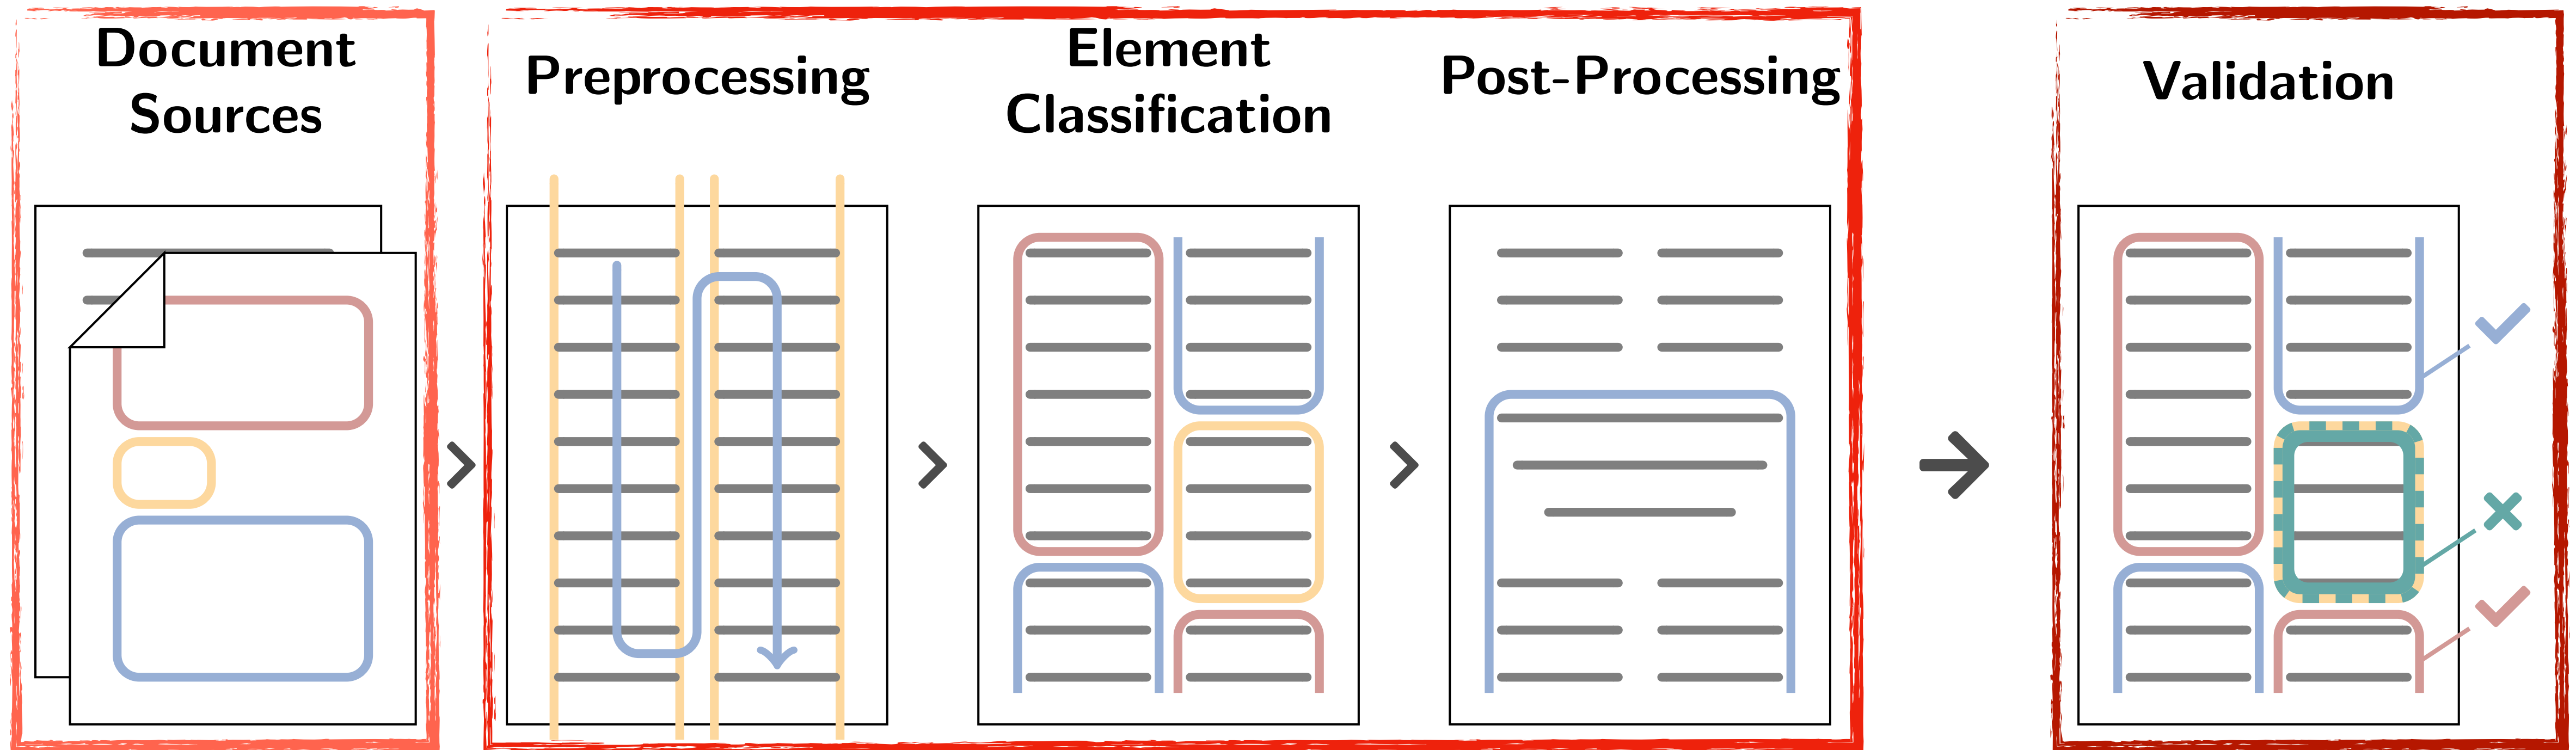 Document
Sources
Preprocessing
Element
Classification
Post-Processing
Validation